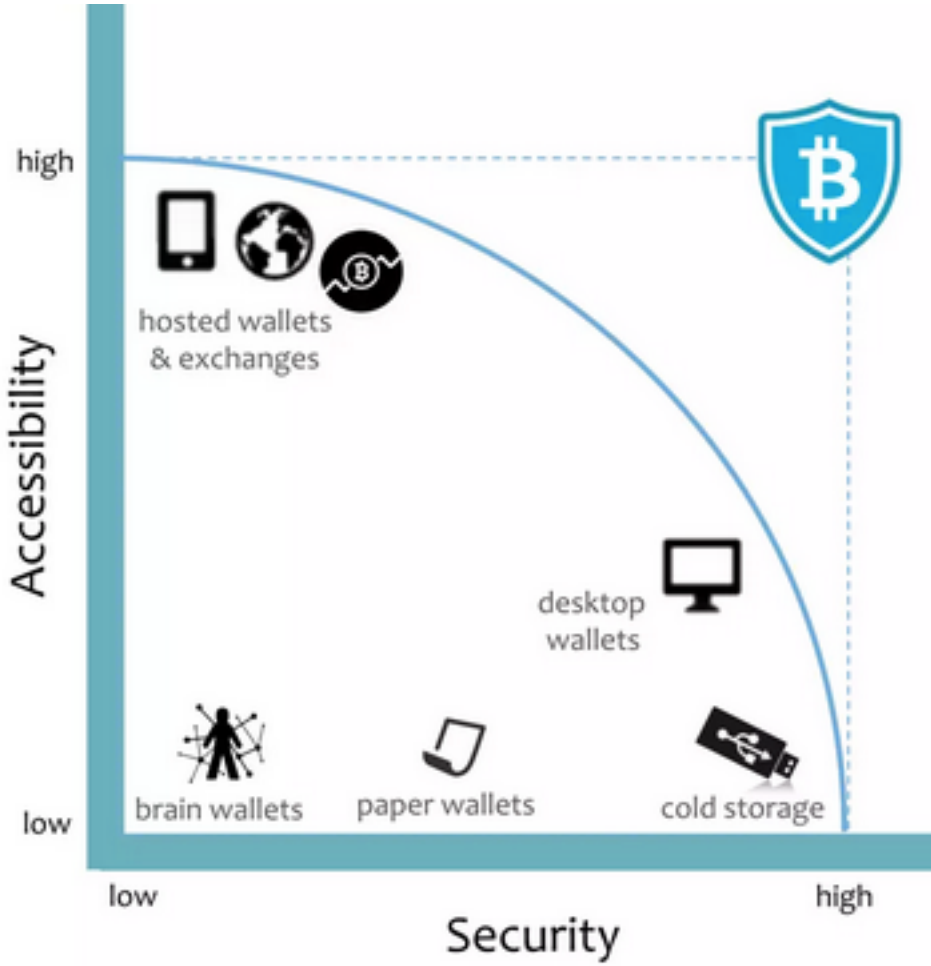 high
hosted wallets
& exchanges
Accessibility
desktop
wallets
brain wallets
paper wallets
cold storage
low
low
high
Security